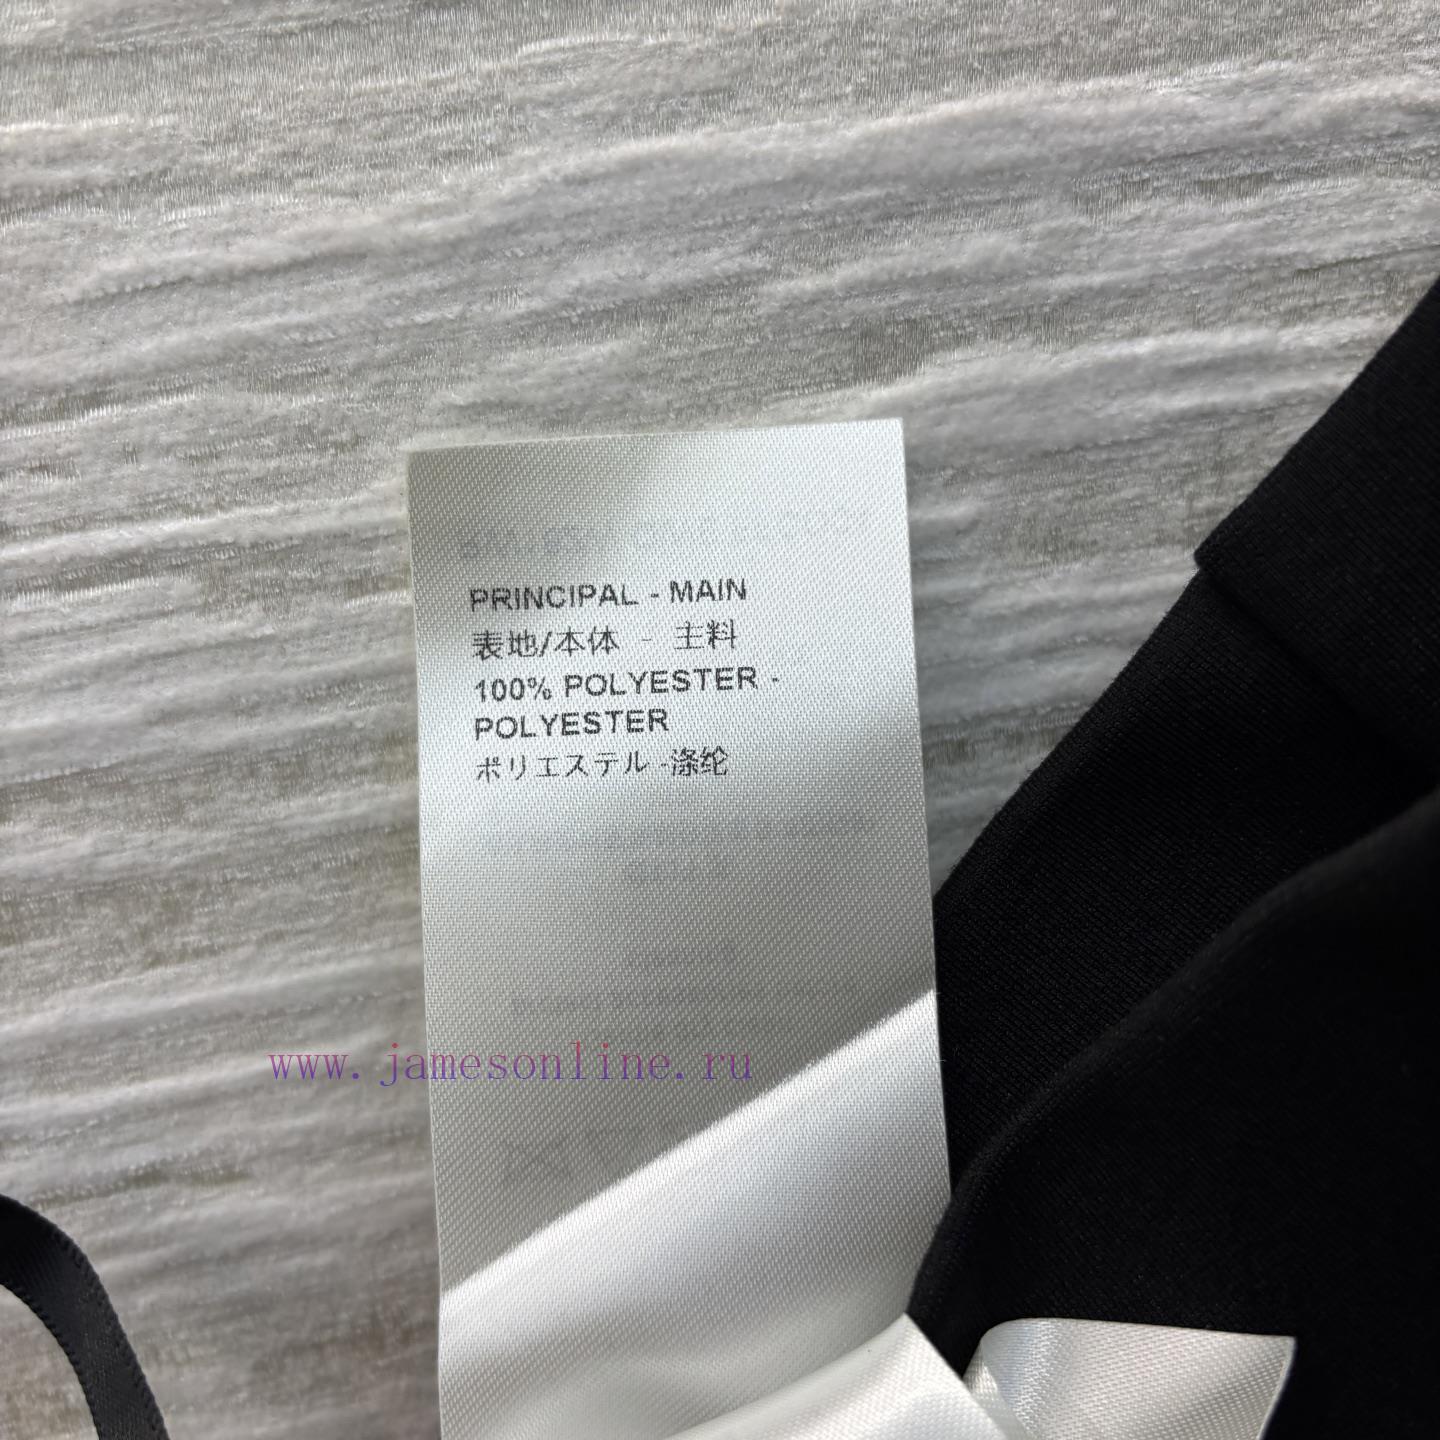 PRINCIPAL - MAIN
表地/本体 - 主料
100% POLYESTER -
POLYESTER
ポリエステル -涤纶
www.jamesonline.ru